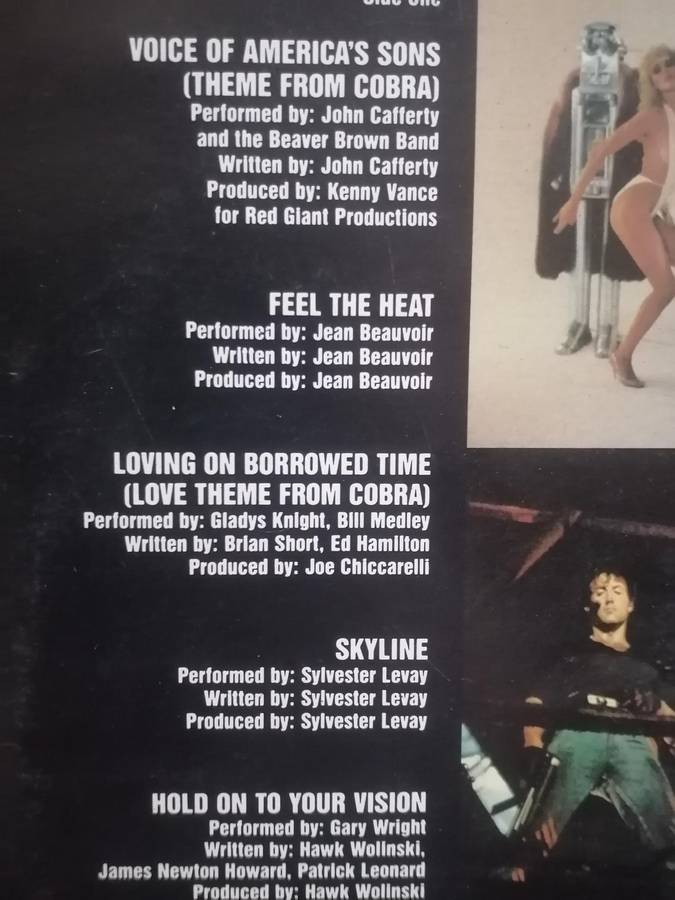 Side One
VOICE OF AMERICA'S SONS
(THEME FROM COBRA)
Performed by: John Cafferty
and the Beaver Brown Band
Written by: John Cafferty
Produced by: Kenny Vance
for Red Giant Productions
FEEL THE HEAT
Performed by: Jean Beauvoir
Written by: Jean Beauvoir
Produced by: Jean Beauvoir
LOVING ON BORROWED TIME
(LOVE THEME FROM COBRA)
Performed by: Gladys Knight, Bill Medley
Written by: Brian Short, Ed Hamilton
Produced by: Joe Chiccarelli
SKYLINE
Performed by: Sylvester Levay
Written by: Sylvester Levay
Produced by: Sylvester Levay
HOLD ON TO YOUR VISION
Performed by: Gary Wright
Written by: Hawk Wolinski,
James Newton Howard, Patrick Leonard
Produced by: Hawk Wolinski